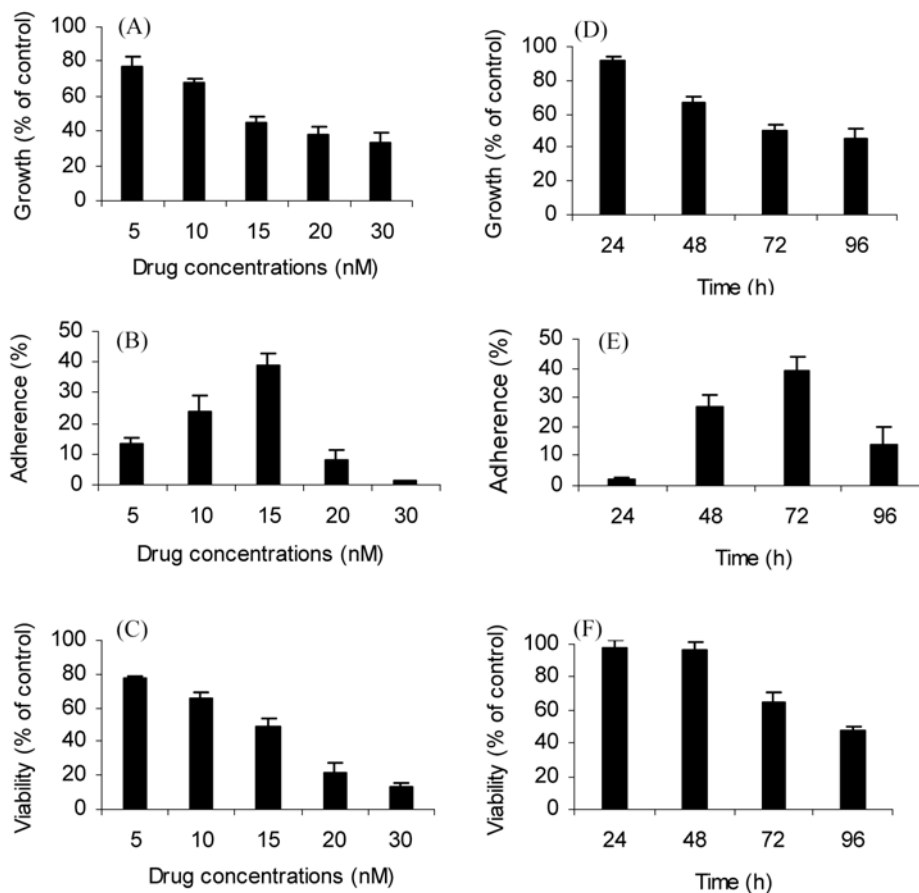 (A)
Growth (% of control)
100
80
60
40
20
0
5 10 15 20 30
Drug concentrations (nM)
(D)
Growth (% of control)
100
80
60
40
20
0
24 48 72 96
Time (h)
(B)
Adherence (%)
50
40
30
20
10
0
5 10 15 20 30
Drug concentrations (nM)
(E)
Adherence (%)
50
40
30
20
10
0
24 48 72 96
Time (h)
(C)
Viability (% of control)
100
80
60
40
20
0
5 10 15 20 30
Drug concentrations (nM)
(F)
Viability (% of control)
100
80
60
40
20
0
24 48 72 96
Time (h)